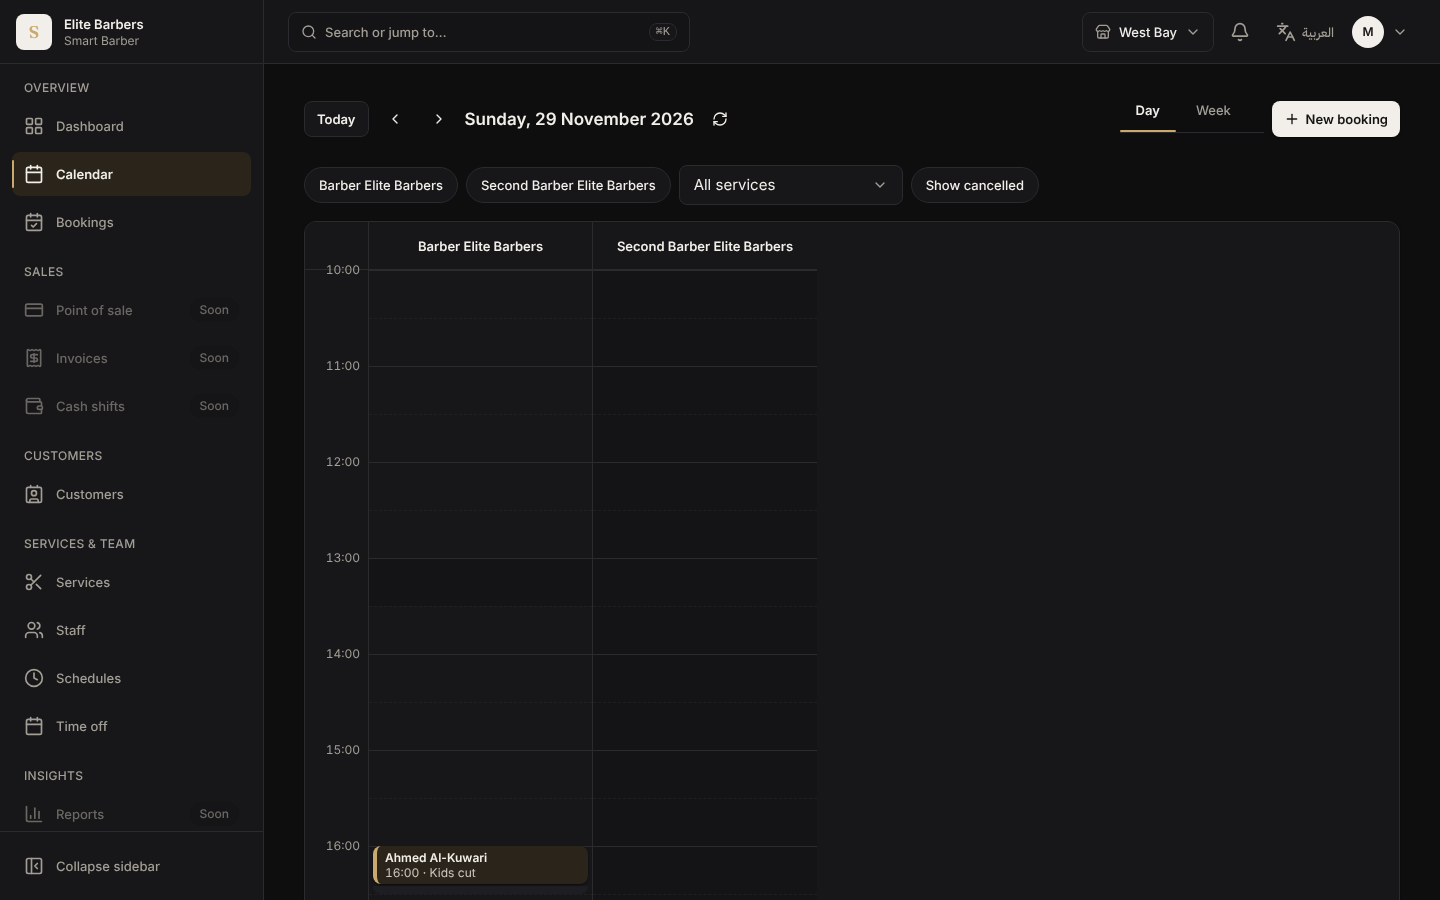 S
Elite Barbers
Smart Barber
Search or jump to...
⌘K
West Bay
العربية
M
OVERVIEW
Dashboard
Calendar
Bookings
SALES
Point of sale Soon
Invoices Soon
Cash shifts Soon
CUSTOMERS
Customers
SERVICES & TEAM
Services
Staff
Schedules
Time off
INSIGHTS
Reports Soon
Collapse sidebar
Today
Sunday, 29 November 2026
Day
Week
New booking
Barber Elite Barbers
Second Barber Elite Barbers
All services
Show cancelled
Barber Elite Barbers
Second Barber Elite Barbers
10:00
11:00
12:00
13:00
14:00
15:00
16:00
Ahmed Al-Kuwari
16:00 · Kids cut